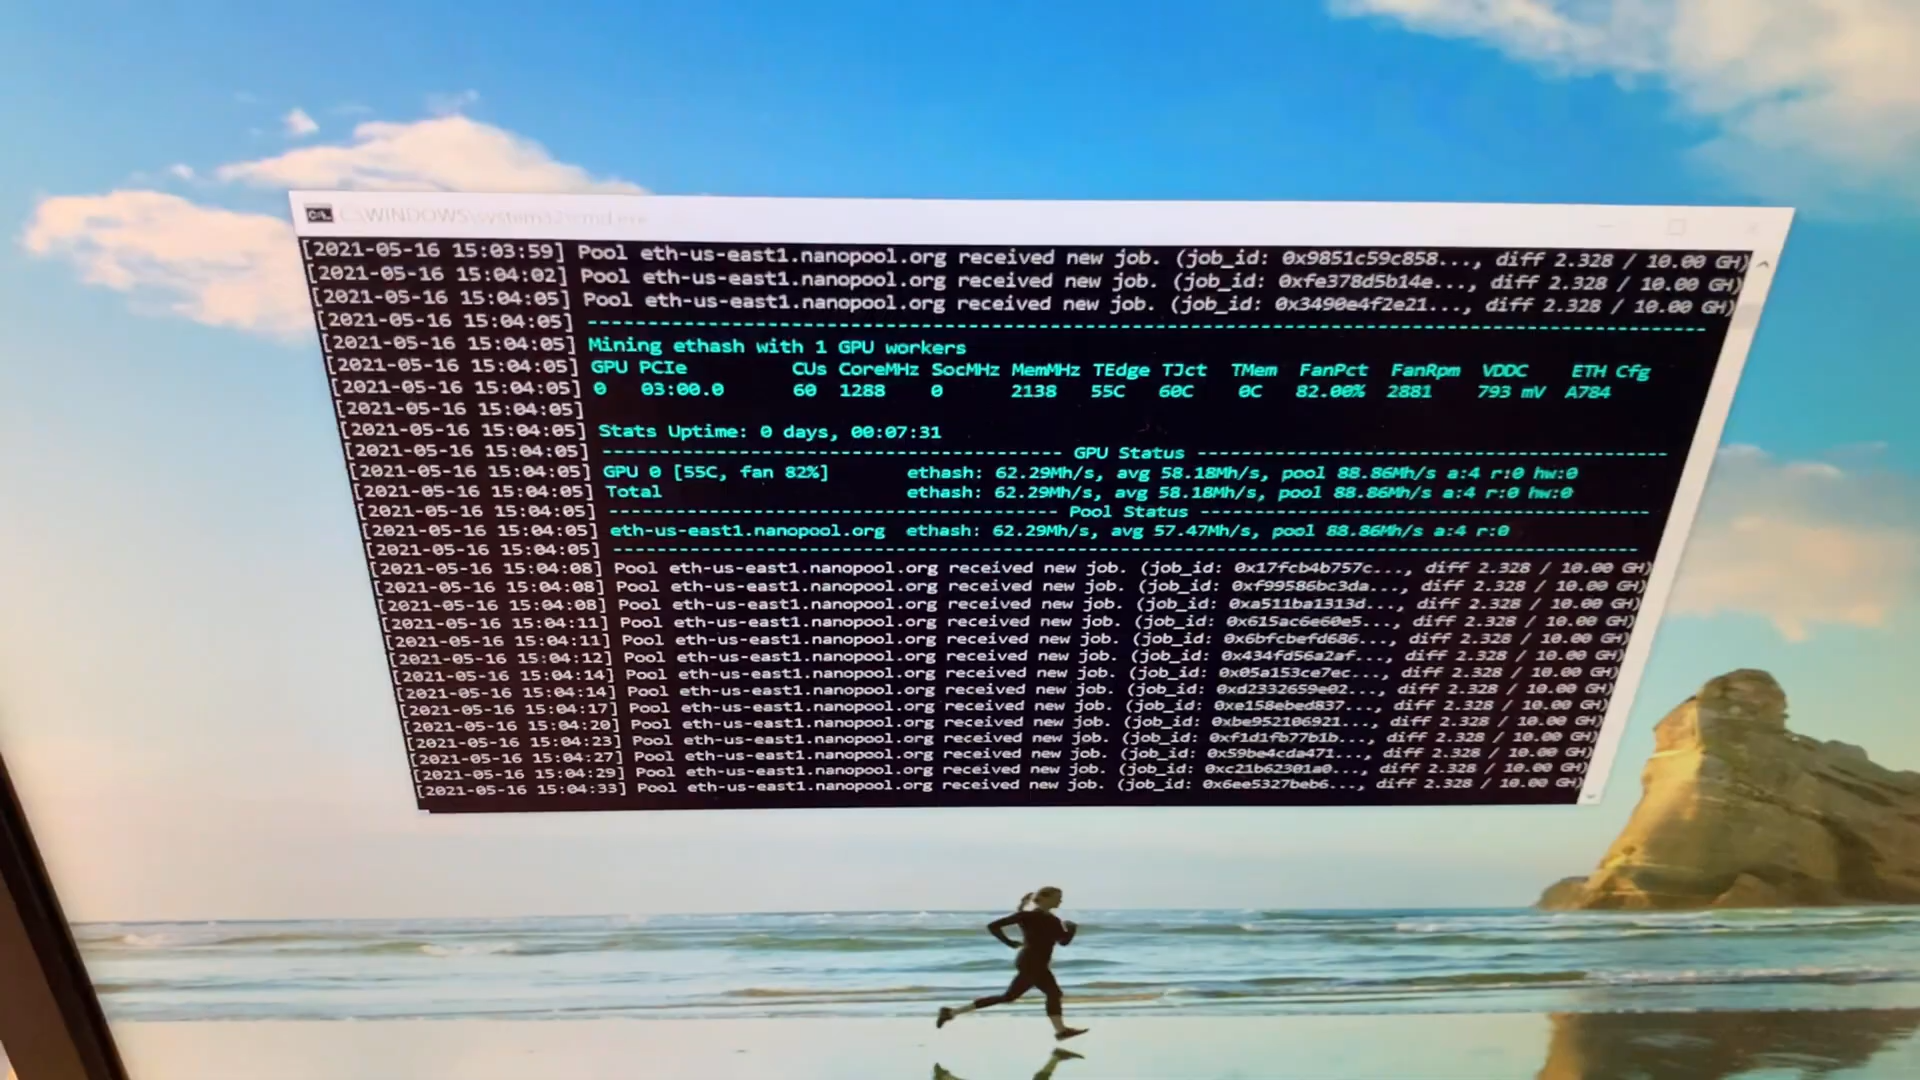 C:\WINDOWS\system32\cmd.exe
[2021-05-16 15:03:59] Pool eth-us-east1.nanopool.org received new job. (job_id: 0x9851c59c858..., diff 2.328 / 10.00 GH)
[2021-05-16 15:04:02] Pool eth-us-east1.nanopool.org received new job. (job_id: 0xfe378d5b14e..., diff 2.328 / 10.00 GH)
[2021-05-16 15:04:05] Pool eth-us-east1.nanopool.org received new job. (job_id: 0x3490e4f2e21..., diff 2.328 / 10.00 GH)
[2021-05-16 15:04:05] ------------------------------------------------------------
[2021-05-16 15:04:05] Mining ethash with 1 GPU workers
[2021-05-16 15:04:05] GPU PCIe CUs CoreMHz SocMHz MemMHz TEdge TJct TMem FanPct FanRpm VDDC ETH Cfg
[2021-05-16 15:04:05] 0 03:00.0 60 1288 0 2138 55C 60C 0C 82.00% 2881 793 mV A784
[2021-05-16 15:04:05]
[2021-05-16 15:04:05] Stats Uptime: 0 days, 00:07:31
[2021-05-16 15:04:05] ------------------------------ GPU Status ------------------------------
[2021-05-16 15:04:05] GPU 0 [55C, fan 82%] ethash: 62.29Mh/s, avg 58.18Mh/s, pool 88.86Mh/s a:4 r:0 hw:0
[2021-05-16 15:04:05] Total ethash: 62.29Mh/s, avg 58.18Mh/s, pool 88.86Mh/s a:4 r:0 hw:0
[2021-05-16 15:04:05] ------------------------------ Pool Status ------------------------------
[2021-05-16 15:04:05] eth-us-east1.nanopool.org ethash: 62.29Mh/s, avg 57.47Mh/s, pool 88.86Mh/s a:4 r:0
[2021-05-16 15:04:05] ------------------------------------------------------------
[2021-05-16 15:04:08] Pool eth-us-east1.nanopool.org received new job. (job_id: 0x17fcb4b757c..., diff 2.328 / 10.00 GH)
[2021-05-16 15:04:08] Pool eth-us-east1.nanopool.org received new job. (job_id: 0xf99586bc3da..., diff 2.328 / 10.00 GH)
[2021-05-16 15:04:08] Pool eth-us-east1.nanopool.org received new job. (job_id: 0xa511ba1313d..., diff 2.328 / 10.00 GH)
[2021-05-16 15:04:11] Pool eth-us-east1.nanopool.org received new job. (job_id: 0x615ac6e60e5..., diff 2.328 / 10.00 GH)
[2021-05-16 15:04:11] Pool eth-us-east1.nanopool.org received new job. (job_id: 0x6bfcbefd686..., diff 2.328 / 10.00 GH)
[2021-05-16 15:04:12] Pool eth-us-east1.nanopool.org received new job. (job_id: 0x434fd56a2af..., diff 2.328 / 10.00 GH)
[2021-05-16 15:04:14] Pool eth-us-east1.nanopool.org received new job. (job_id: 0x05a153ce7ec..., diff 2.328 / 10.00 GH)
[2021-05-16 15:04:14] Pool eth-us-east1.nanopool.org received new job. (job_id: 0xd2332659e02..., diff 2.328 / 10.00 GH)
[2021-05-16 15:04:17] Pool eth-us-east1.nanopool.org received new job. (job_id: 0xe158ebed837..., diff 2.328 / 10.00 GH)
[2021-05-16 15:04:20] Pool eth-us-east1.nanopool.org received new job. (job_id: 0xbe952106921..., diff 2.328 / 10.00 GH)
[2021-05-16 15:04:23] Pool eth-us-east1.nanopool.org received new job. (job_id: 0xf1d1fb77b1b..., diff 2.328 / 10.00 GH)
[2021-05-16 15:04:27] Pool eth-us-east1.nanopool.org received new job. (job_id: 0x59be4cda471..., diff 2.328 / 10.00 GH)
[2021-05-16 15:04:29] Pool eth-us-east1.nanopool.org received new job. (job_id: 0xc21b62301a0..., diff 2.328 / 10.00 GH)
[2021-05-16 15:04:33] Pool eth-us-east1.nanopool.org received new job. (job_id: 0x6ee5327beb6..., diff 2.328 / 10.00 GH)